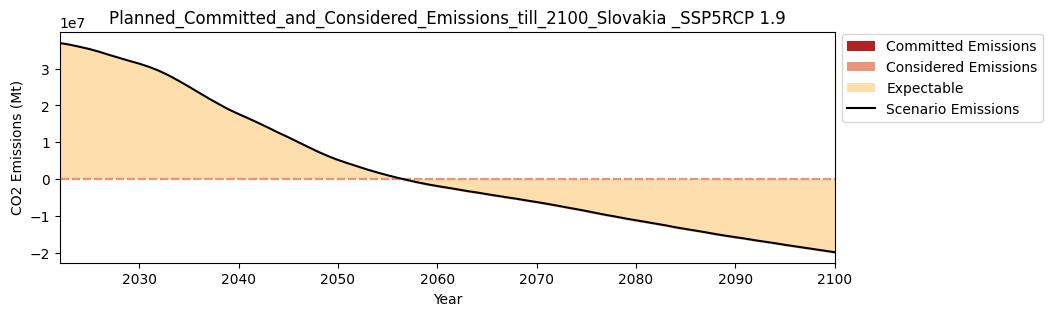 Planned_Committed_and_Considered_Emissions_till_2100_Slovakia _SSP5RCP 1.9
1e7
Committed Emissions
Considered Emissions
Expectable
Scenario Emissions
CO2 Emissions (Mt)
3
2
1
0
−1
−2
2030 2040 2050 2060 2070 2080 2090 2100
Year